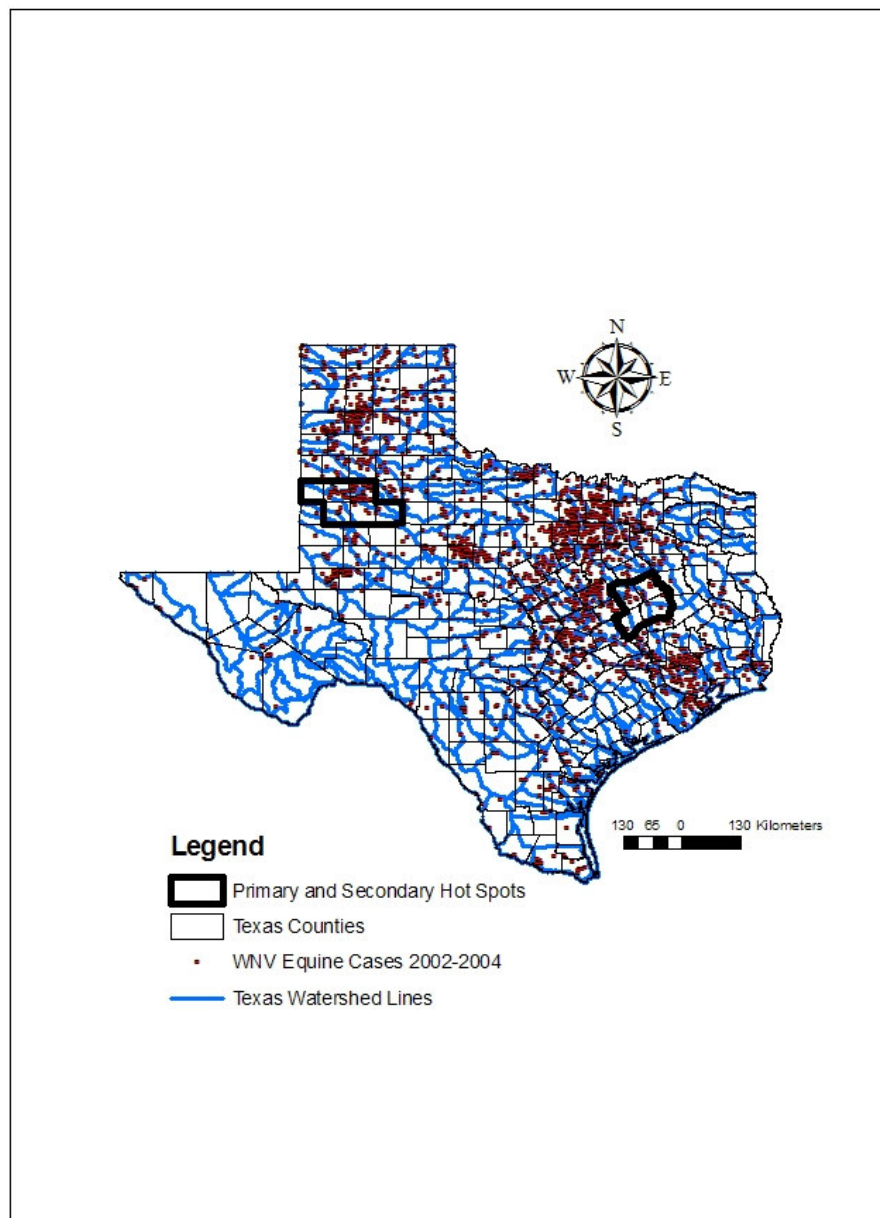 N
W E
S
130 65 0 130 Kilometers
Legend
Primary and Secondary Hot Spots
Texas Counties
WNV Equine Cases 2002-2004
Texas Watershed Lines